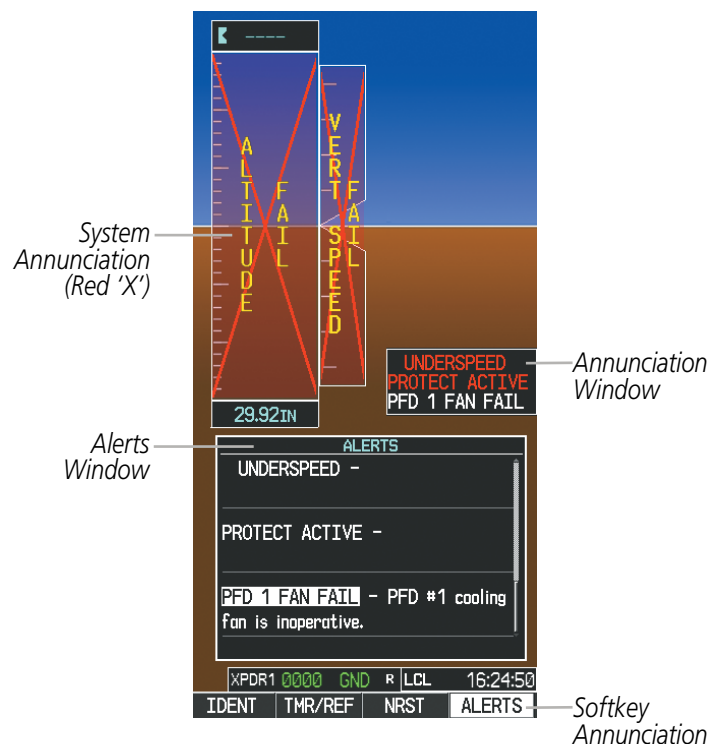 ----
ALTITUDE FAIL
VERT SPEED FAIL
System
Annunciation
(Red 'X')
UNDERSPEED
PROTECT ACTIVE
PFD 1 FAN FAIL
Annunciation
Window
29.92IN
Alerts
Window
ALERTS
UNDERSPEED –
PROTECT ACTIVE –
PFD 1 FAN FAIL – PFD #1 cooling
fan is inoperative.
XPDR1 0000 GND R LCL 16:24:50
IDENT TMR/REF NRST ALERTS
Softkey
Annunciation